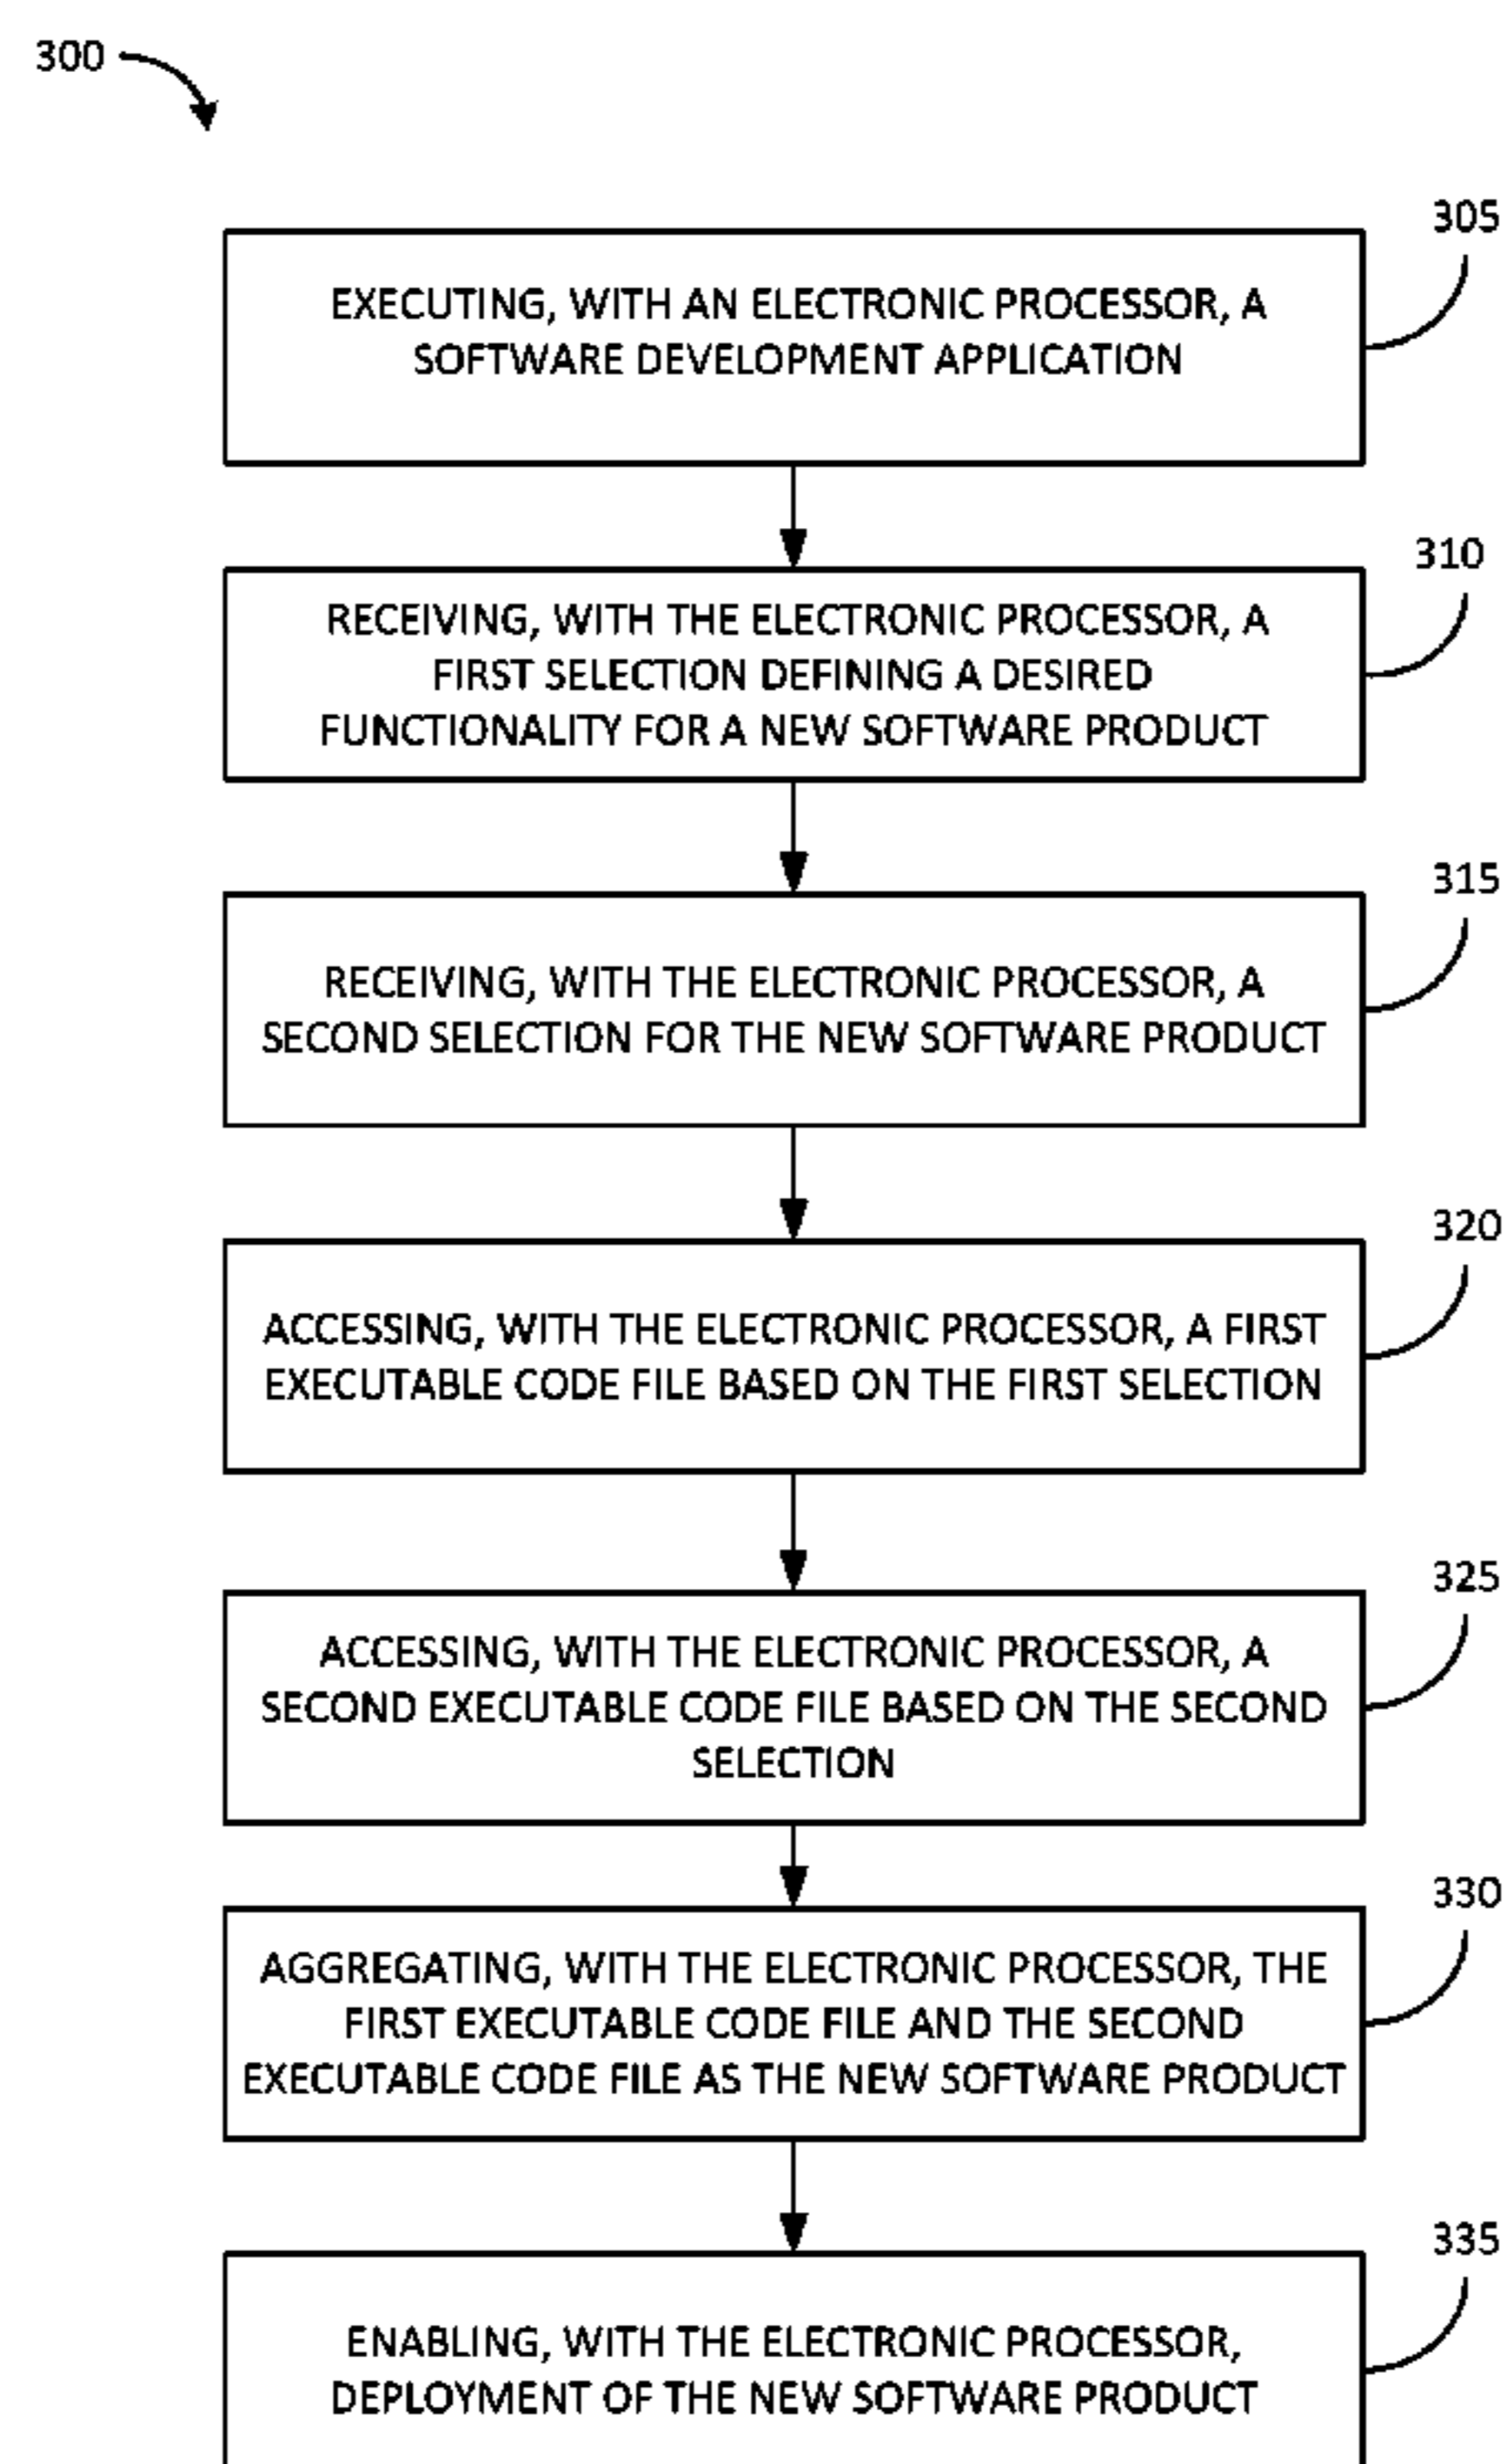 300
305
EXECUTING, WITH AN ELECTRONIC PROCESSOR, A
SOFTWARE DEVELOPMENT APPLICATION
310
RECEIVING, WITH THE ELECTRONIC PROCESSOR, A
FIRST SELECTION DEFINING A DESIRED
FUNCTIONALITY FOR A NEW SOFTWARE PRODUCT
315
RECEIVING, WITH THE ELECTRONIC PROCESSOR, A
SECOND SELECTION FOR THE NEW SOFTWARE PRODUCT
320
ACCESSING, WITH THE ELECTRONIC PROCESSOR, A FIRST
EXECUTABLE CODE FILE BASED ON THE FIRST SELECTION
325
ACCESSING, WITH THE ELECTRONIC PROCESSOR, A
SECOND EXECUTABLE CODE FILE BASED ON THE SECOND
SELECTION
330
AGGREGATING, WITH THE ELECTRONIC PROCESSOR, THE
FIRST EXECUTABLE CODE FILE AND THE SECOND
EXECUTABLE CODE FILE AS THE NEW SOFTWARE PRODUCT
335
ENABLING, WITH THE ELECTRONIC PROCESSOR,
DEPLOYMENT OF THE NEW SOFTWARE PRODUCT